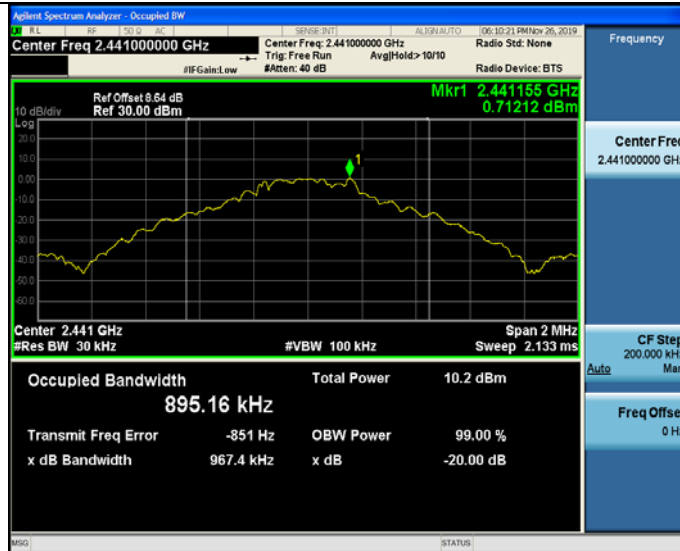 Agilent Spectrum Analyzer - Occupied BW
RL RF 50 Ω AC SENSE:INT ALIGN AUTO 06:10:21 PM Nov 26, 2019
Center Freq 2.441000000 GHz
Center Freq: 2.441000000 GHz
Radio Std: None
Trig: Free Run Avg|Hold:> 10/10
#IFGain:Low #Atten: 40 dB Radio Device: BTS
Frequency
Ref Offset 8.64 dB
10 dB/div Ref 30.00 dBm
Mkr1 2.441155 GHz
0.71212 dBm
Log
20.0
10.0
0.00
-10.0
-20.0
-30.0
-40.0
-50.0
-60.0
1
Center 2.441 GHz Span 2 MHz
#Res BW 30 kHz #VBW 100 kHz Sweep 2.133 ms
Occupied Bandwidth Total Power 10.2 dBm
895.16 kHz
Transmit Freq Error -851 Hz OBW Power 99.00 %
x dB Bandwidth 967.4 kHz x dB -20.00 dB
Center Fre
2.441000000 GH
CF Step
200.000 kH
Auto Ma
Freq Offse
0 H
MSG STATUS